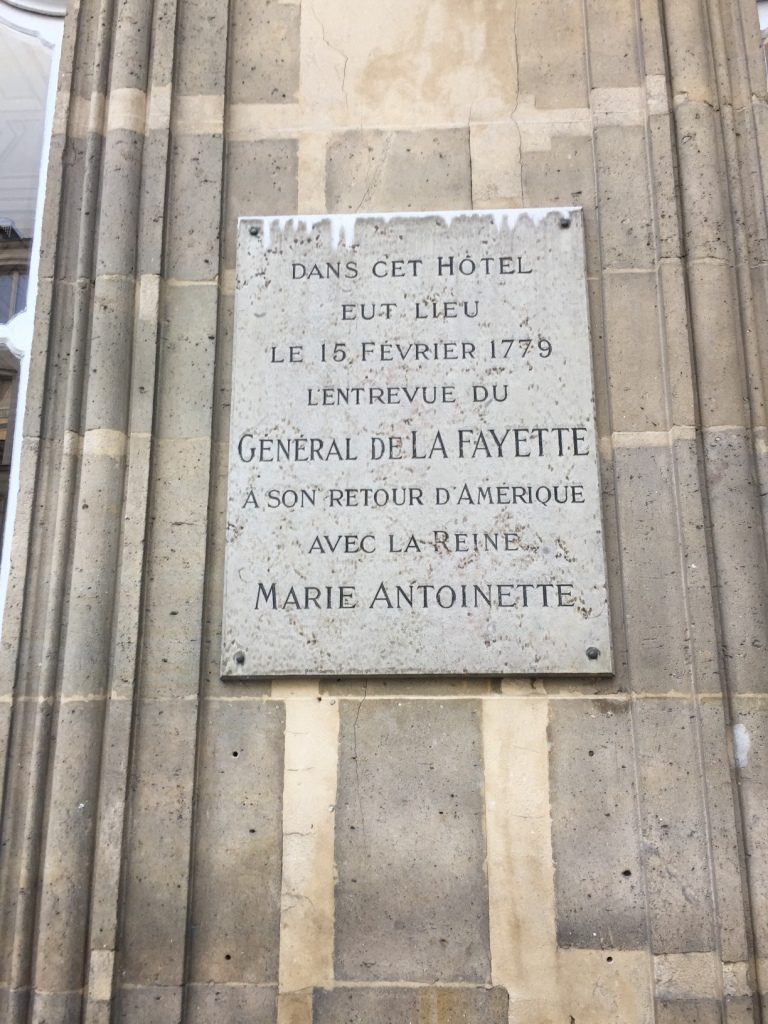 DANS CET HÔTEL
EUT LIEU
LE 15 FÉVRIER 1779
L'ENTREVUE DU
GÉNÉRAL DE LA FAYETTE
A SON RETOUR D'AMÉRIQUE
AVEC LA REINE
MARIE ANTOINETTE